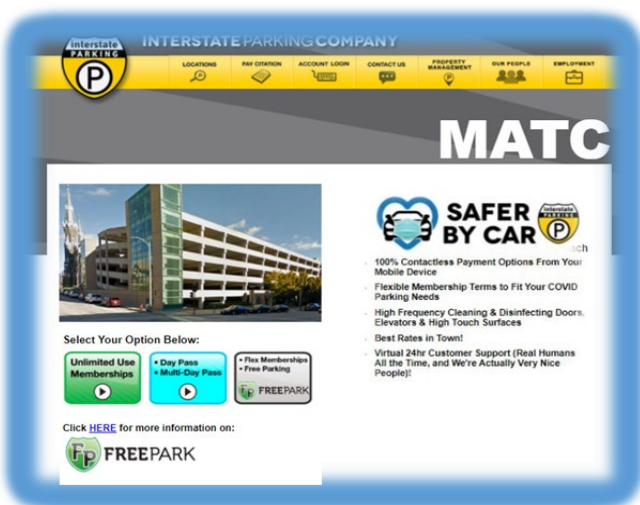 interstate
PARKING
P
INTERSTATE PARKING COMPANY
LOCATIONS
PAY CITATION
ACCOUNT LOGIN
CONTACT US
PROPERTY
MANAGEMENT
OUR PEOPLE
EMPLOYMENT
MATC
SAFER
BY CAR
interstate
PARKING
P
ch
100% Contactless Payment Options From Your
Mobile Device
Flexible Membership Terms to Fit Your COVID
Parking Needs
High Frequency Cleaning & Disinfecting Doors,
Elevators & High Touch Surfaces
Best Rates in Town!
Virtual 24hr Customer Support (Real Humans
All the Time, and We're Actually Very Nice
People)!
Select Your Option Below:
Unlimited Use
Memberships
• Day Pass
• Multi-Day Pass
• Flex Memberships
• Free Parking
FP FREEPARK
Click HERE for more information on:
FP FREEPARK